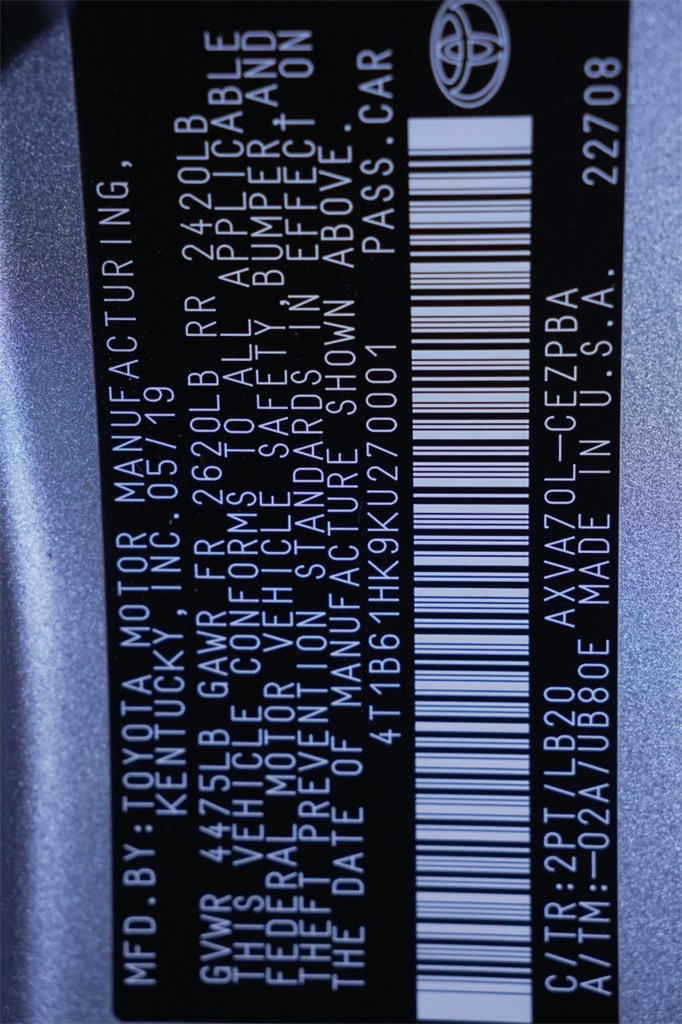 MFD.BY:TOYOTA MOTOR MANUFACTURING,
KENTUCKY,INC.05/19
GVWR 4475LB GAWR FR 2620LB RR 2420LB
THIS VEHICLE CONFORMS TO ALL APPLICABLE
FEDERAL MOTOR VEHICLE SAFETY,BUMPER,AND
THEFT PREVENTION STANDARDS IN EFFECT ON
THE DATE OF MANUFACTURE SHOWN ABOVE.
4T1B61HK9KU270001 PASS.CAR
C/TR:2PT/LB20 AXVA70L-CEZPBA
A/TM:-02A/UB80E MADE IN U.S.A.
22708